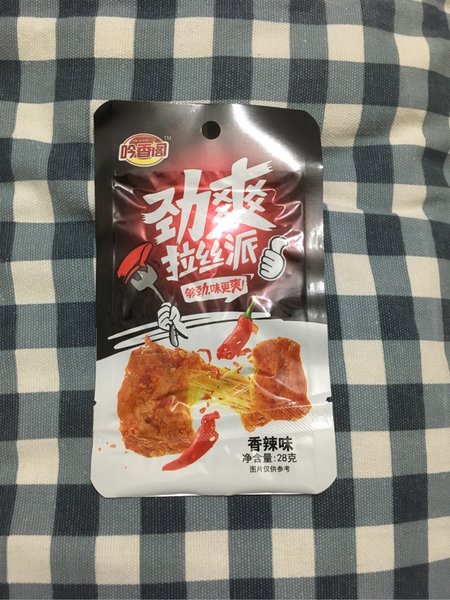 吟香阁
TM
劲爽
拉丝派
够劲,味更爽!
香辣味
净含量:28克
图片仅供参考